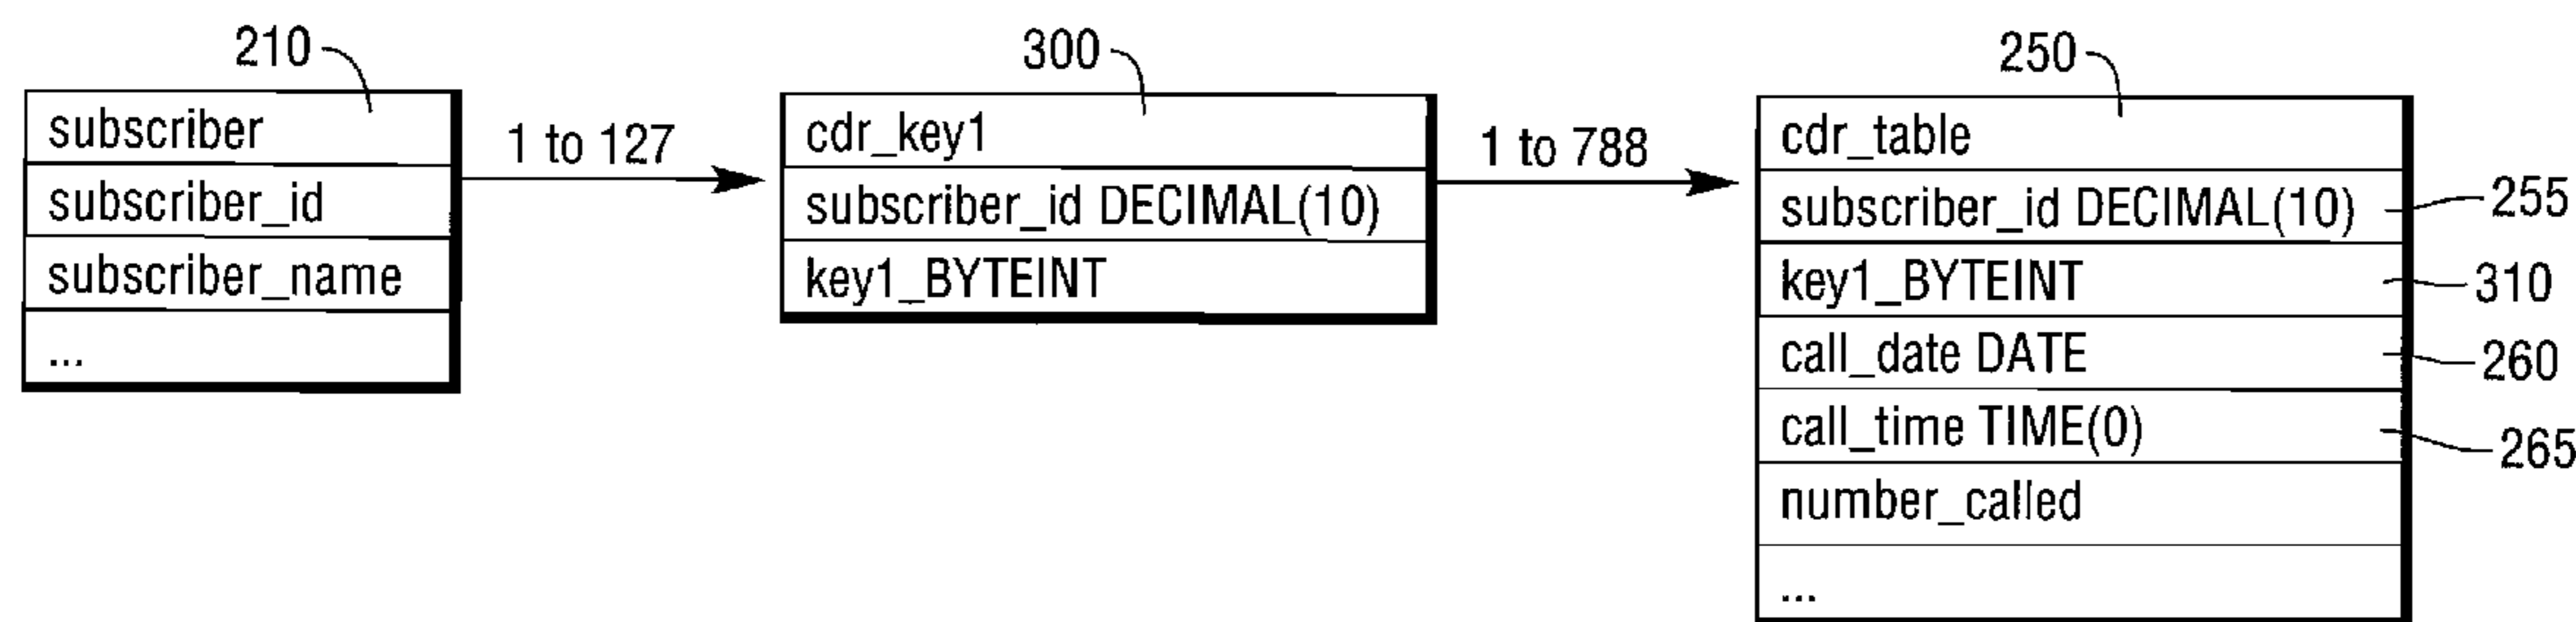 210
subscriber
subscriber_id
subscriber_name
...
1 to 127
300
cdr_key1
subscriber_id DECIMAL(10)
key1_BYTEINT
1 to 788
250
cdr_table
subscriber_id DECIMAL(10)
255
key1_BYTEINT
310
call_date DATE
260
call_time TIME(0)
265
number_called
...